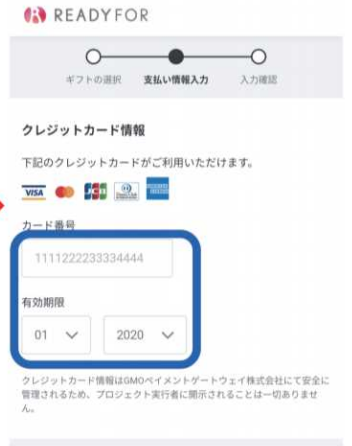 READYFOR
ギフトの選択 支払い情報入力 入力確認
クレジットカード情報
下記のクレジットカードがご利用いただけます。
VISA JCB
カード番号
1111222233334444
有効期限
01 2020
クレジットカード情報はGMOペイメントゲートウェイ株式会社にて安全に
管理されるため、プロジェクト実行者に開示されることは一切ありませ
ん。